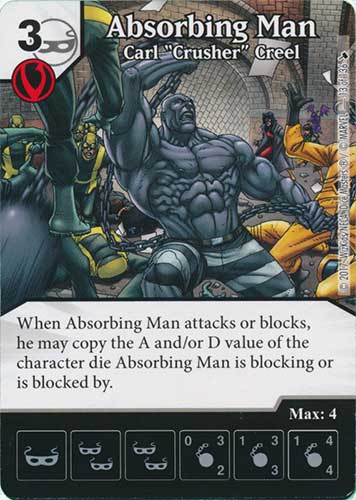 3
Absorbing Man
Carl "Crusher" Creel
When Absorbing Man attacks or blocks,
he may copy the A and/or D value of the
character die Absorbing Man is blocking or
is blocked by.
Max: 4
0 3 2
1 3 3
1 4 4